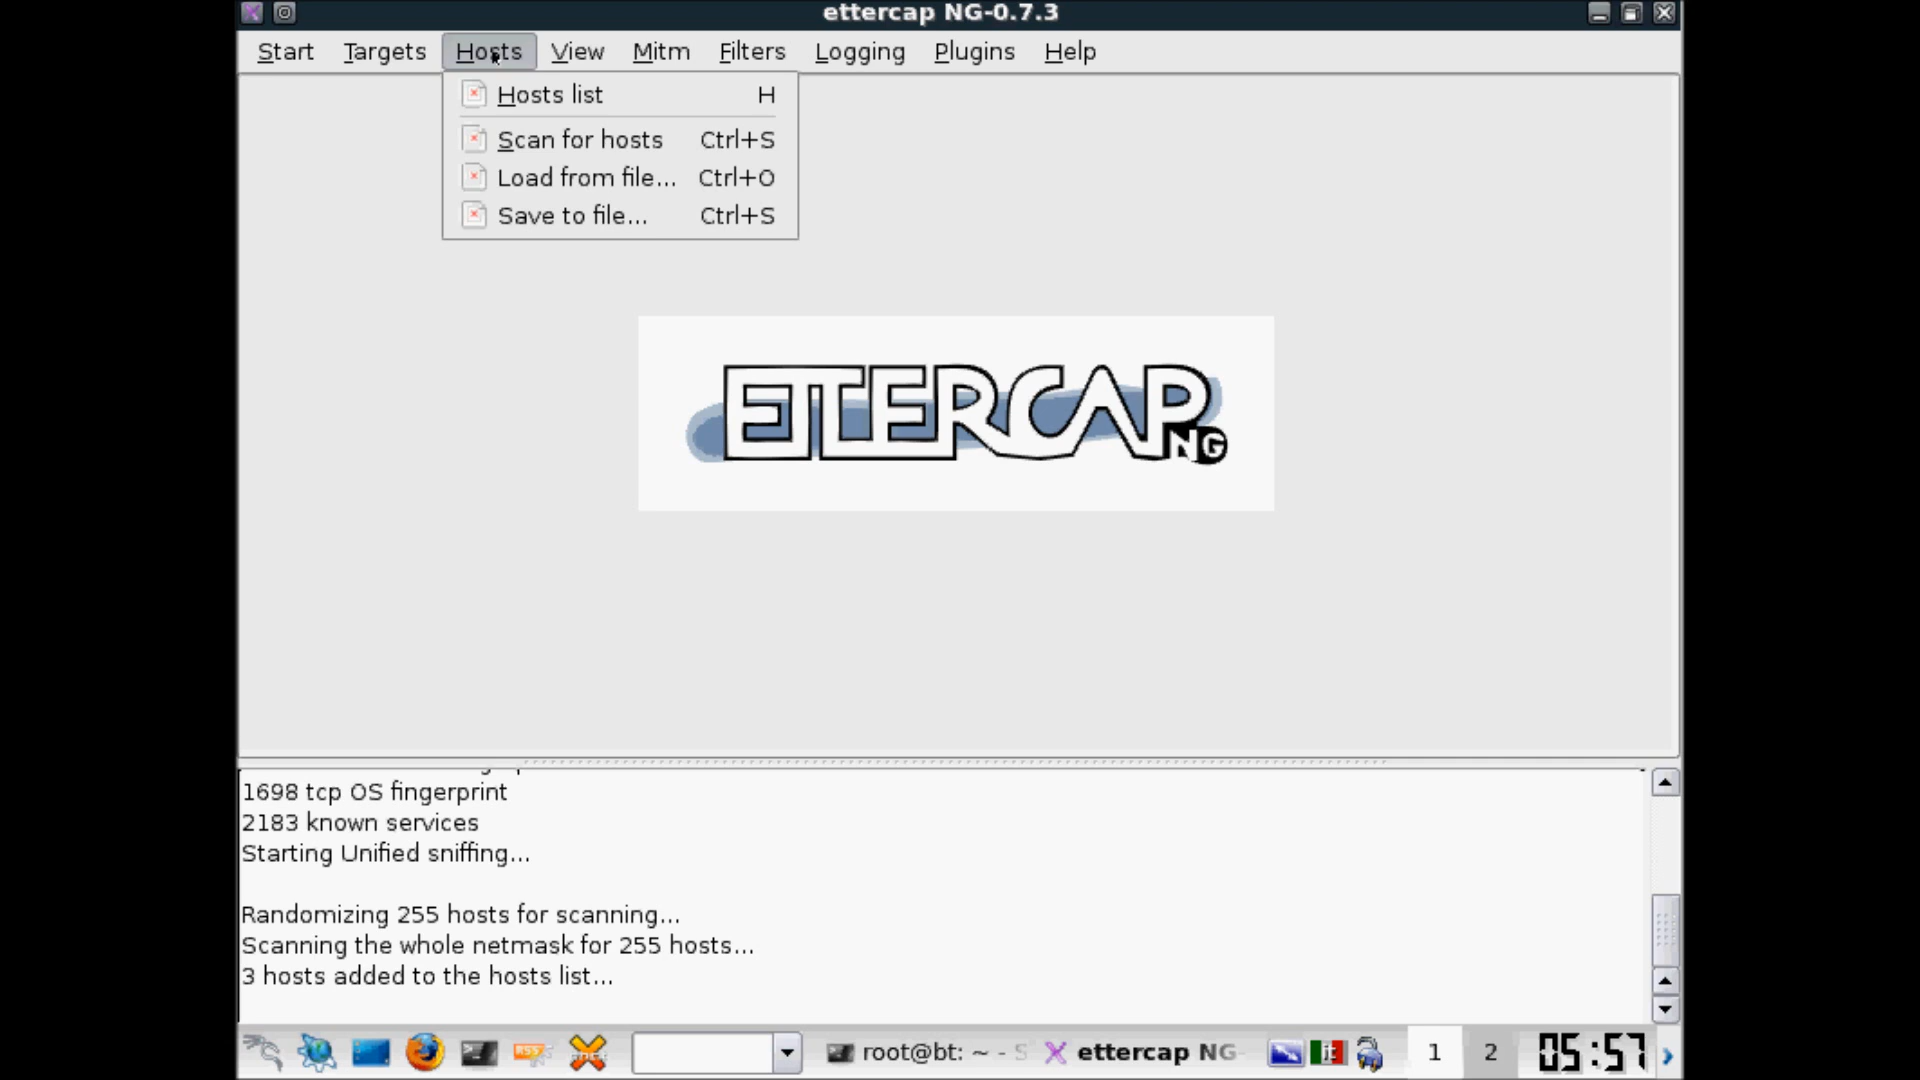 ettercap NG-0.7.3
Start Targets Hosts View Mitm Filters Logging Plugins Help
Hosts list H
Scan for hosts Ctrl+S
Load from file... Ctrl+O
Save to file... Ctrl+S
ETTERCAP NG
1698 tcp OS fingerprint
2183 known services
Starting Unified sniffing...
Randomizing 255 hosts for scanning...
Scanning the whole netmask for 255 hosts...
3 hosts added to the hosts list...
root@bt: ~ - S ettercap NG- it 1 2 05:57